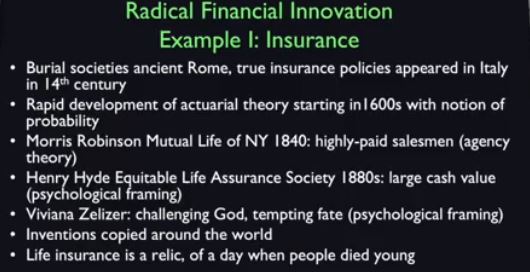 Radical Financial Innovation
Example I: Insurance
• Burial societies ancient Rome, true insurance policies appeared in Italy
in 14th century
• Rapid development of actuarial theory starting in1600s with notion of
probability
• Morris Robinson Mutual Life of NY 1840: highly-paid salesmen (agency
theory)
• Henry Hyde Equitable Life Assurance Society 1880s: large cash value
(psychological framing)
• Viviana Zelizer: challenging God, tempting fate (psychological framing)
• Inventions copied around the world
• Life insurance is a relic, of a day when people died young